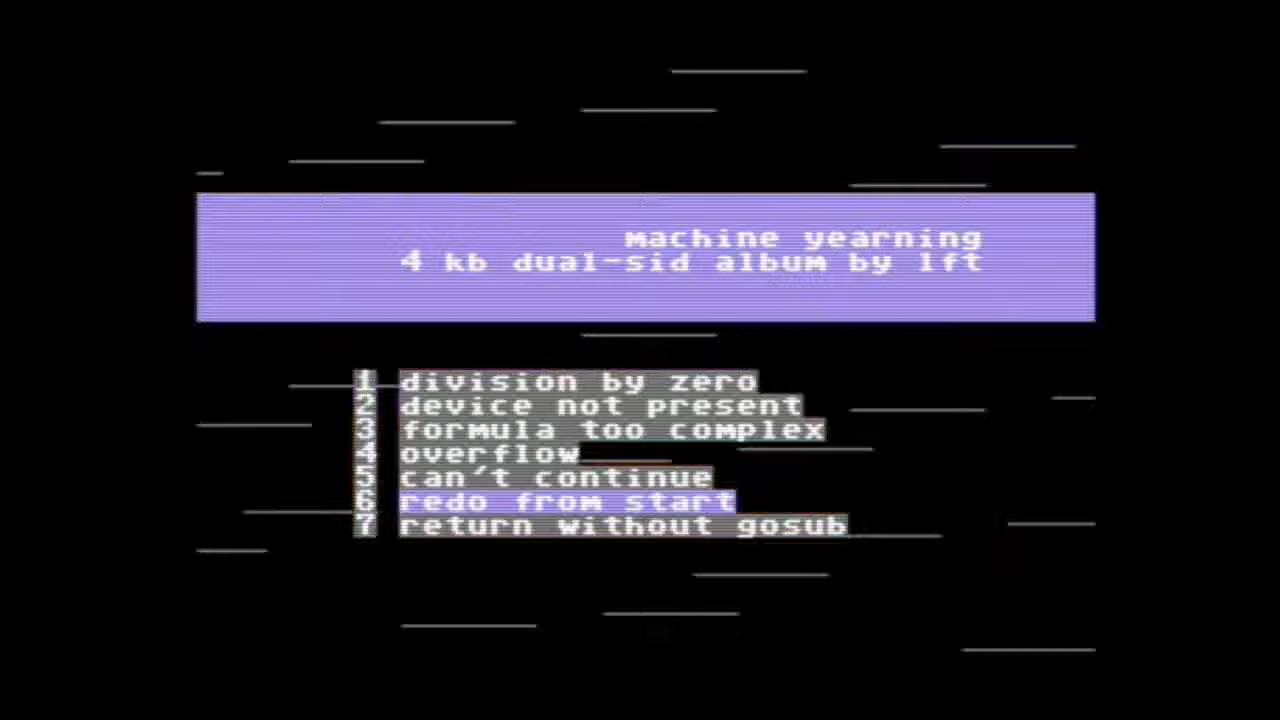 machine yearning
4 kb dual-sid album by lft
1 division by zero
2 device not present
3 formula too complex
4 overflow
5 can't continue
6 redo from start
7 return without gosub